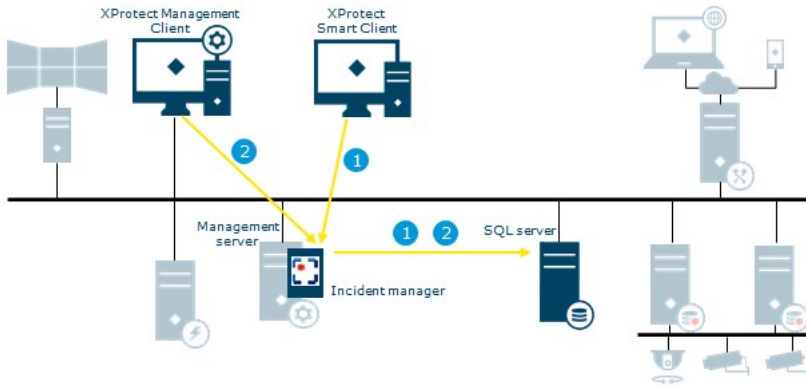 XProtect Management
Client
XProtect
Smart Client
2
1
Management
server
1 2
SQL server
Incident manager